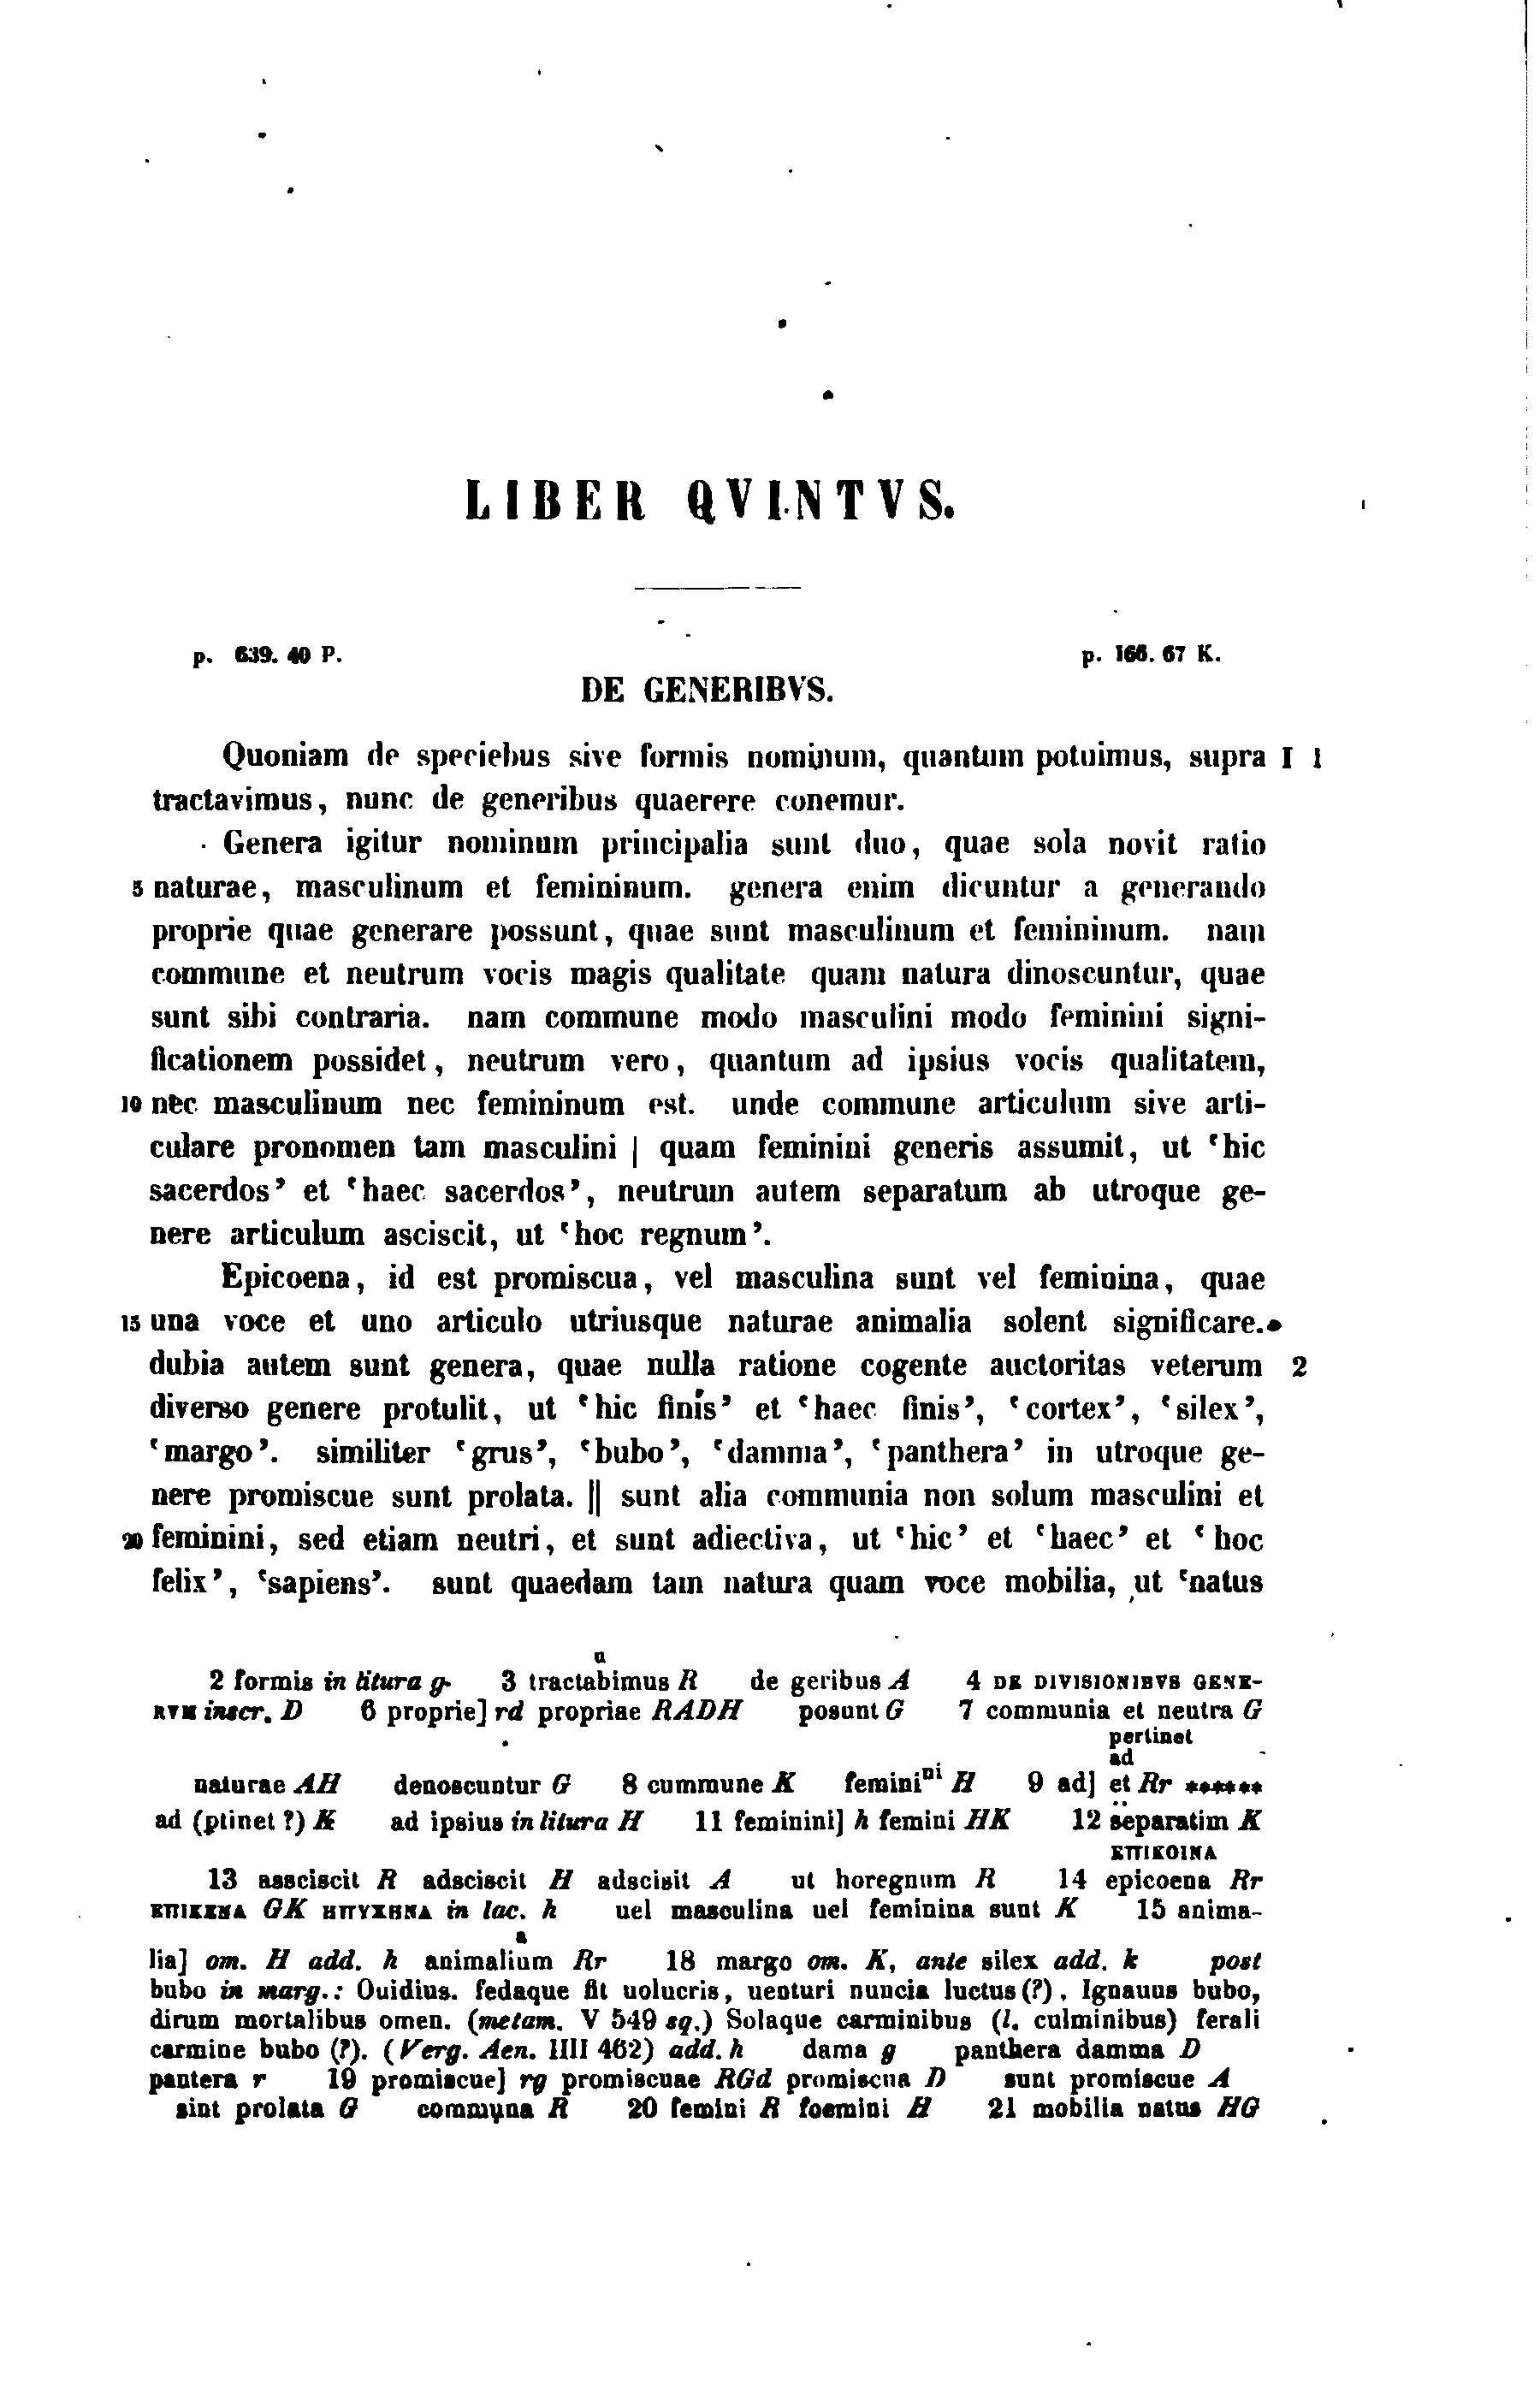 LIBER QVINTVS.
p. 639. 40 P. p. 166. 67 K.
DE GENERIBVS.
Quoniam de speciebus sive formis nominum, quantum potuimus, supra I 1
tractavimus, nunc de generibus quaerere conemur.
Genera igitur nominum principalia sunt duo, quae sola novit ratio
5 naturae, masculinum et femininum. genera enim dicuntur a generando
proprie quae generare possunt, quae sunt masculinum et femininum. nam
commune et neutrum vocis magis qualitate quam natura dinoscuntur, quae
sunt sibi contraria. nam commune modo masculini modo feminini signi-
ficationem possidet, neutrum vero, quantum ad ipsius vocis qualitatem,
10 nec masculinum nec femininum est. unde commune articulum sive arti-
culare pronomen tam masculini | quam feminini generis assumit, ut ‘hic
sacerdos’ et ‘haec sacerdos’, neutrum autem separatum ab utroque ge-
nere articulum asciscit, ut ‘hoc regnum’.
Epicoena, id est promiscua, vel masculina sunt vel feminina, quae
15 una voce et uno articulo utriusque naturae animalia solent significare.
dubia autem sunt genera, quae nulla ratione cogente auctoritas veterum 2
diverso genere protulit, ut ‘hic finis’ et ‘haec finis’, ‘cortex’, ‘silex’,
‘margo’. similiter ‘grus’, ‘bubo’, ‘damma’, ‘panthera’ in utroque ge-
nere promiscue sunt prolata. || sunt alia communia non solum masculini et
20 feminini, sed etiam neutri, et sunt adiectiva, ut ‘hic’ et ‘haec’ et ‘hoc
felix’, ‘sapiens’. sunt quaedam tam natura quam voce mobilia, ut ‘natus
u
2 formis in litura g 3 tractabimus R de geribus A 4 DE DIVISIONIBVS GENE-
RVM inscr. D 6 proprie] rd propriae RADH posunt G 7 communia et neutra G
pertinet
ad
naturae AH denoscuntur G 8 cummune K feminini H 9 ad] et Rr ******
ad (ptinet ?) K ad ipsius in litura H 11 feminini] h femini HK 12 separatim K
ΕΠΙΚΟΙΝΑ
13 assciscit R adsciscit H adscisit A ut horegnum R 14 epicoena Rr
ΕΠΙΚΕΝΑ GK ΗΠΥΧΗΝΑ in lac. h uel masculina uel feminina sunt K 15 anima-
a
lia] om. H add. h animalium Rr 18 margo om. K, ante silex add. k post
bubo in marg.: Ouidius. fedaque fit uolucris, uenturi nuncia luctus(?). Ignauus bubo,
dirum mortalibus omen. (metam. V 549 sq.) Solaque carminibus (l. culminibus) ferali
carmine bubo (?). (Verg. Aen. IIII 462) add. h dama g panthera damma D
pantera r 19 promiscue] rg promiscuae RGd promiscua D sunt promiscue A
sint prolata G communa R 20 femini R foemini H 21 mobilia natus HG